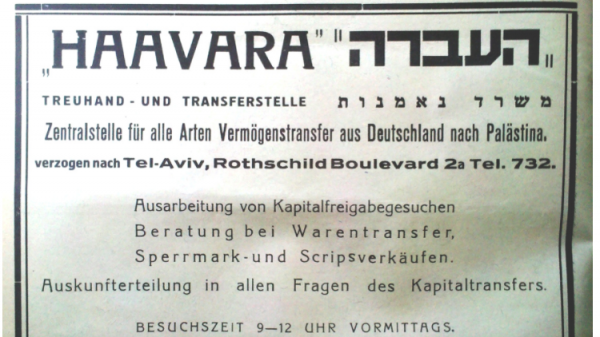 „HAAVARA" "העברה„
TREUHAND - UND TRANSFERSTELLE משרד נאמנות
Zentralstelle für alle Arten Vermögenstransfer aus Deutschland nach Palästina.
verzogen nach Tel-Aviv, Rothschild Boulevard 2a Tel. 732.
Ausarbeitung von Kapitalfreigabegesuchen
Beratung bei Warentransfer,
Sperrmark-und Scripsverkäufen.
Auskunfterteilung in allen Fragen des Kapitaltransfers.
BESUCHSZEIT 9—12 UHR VORMITTAGS.